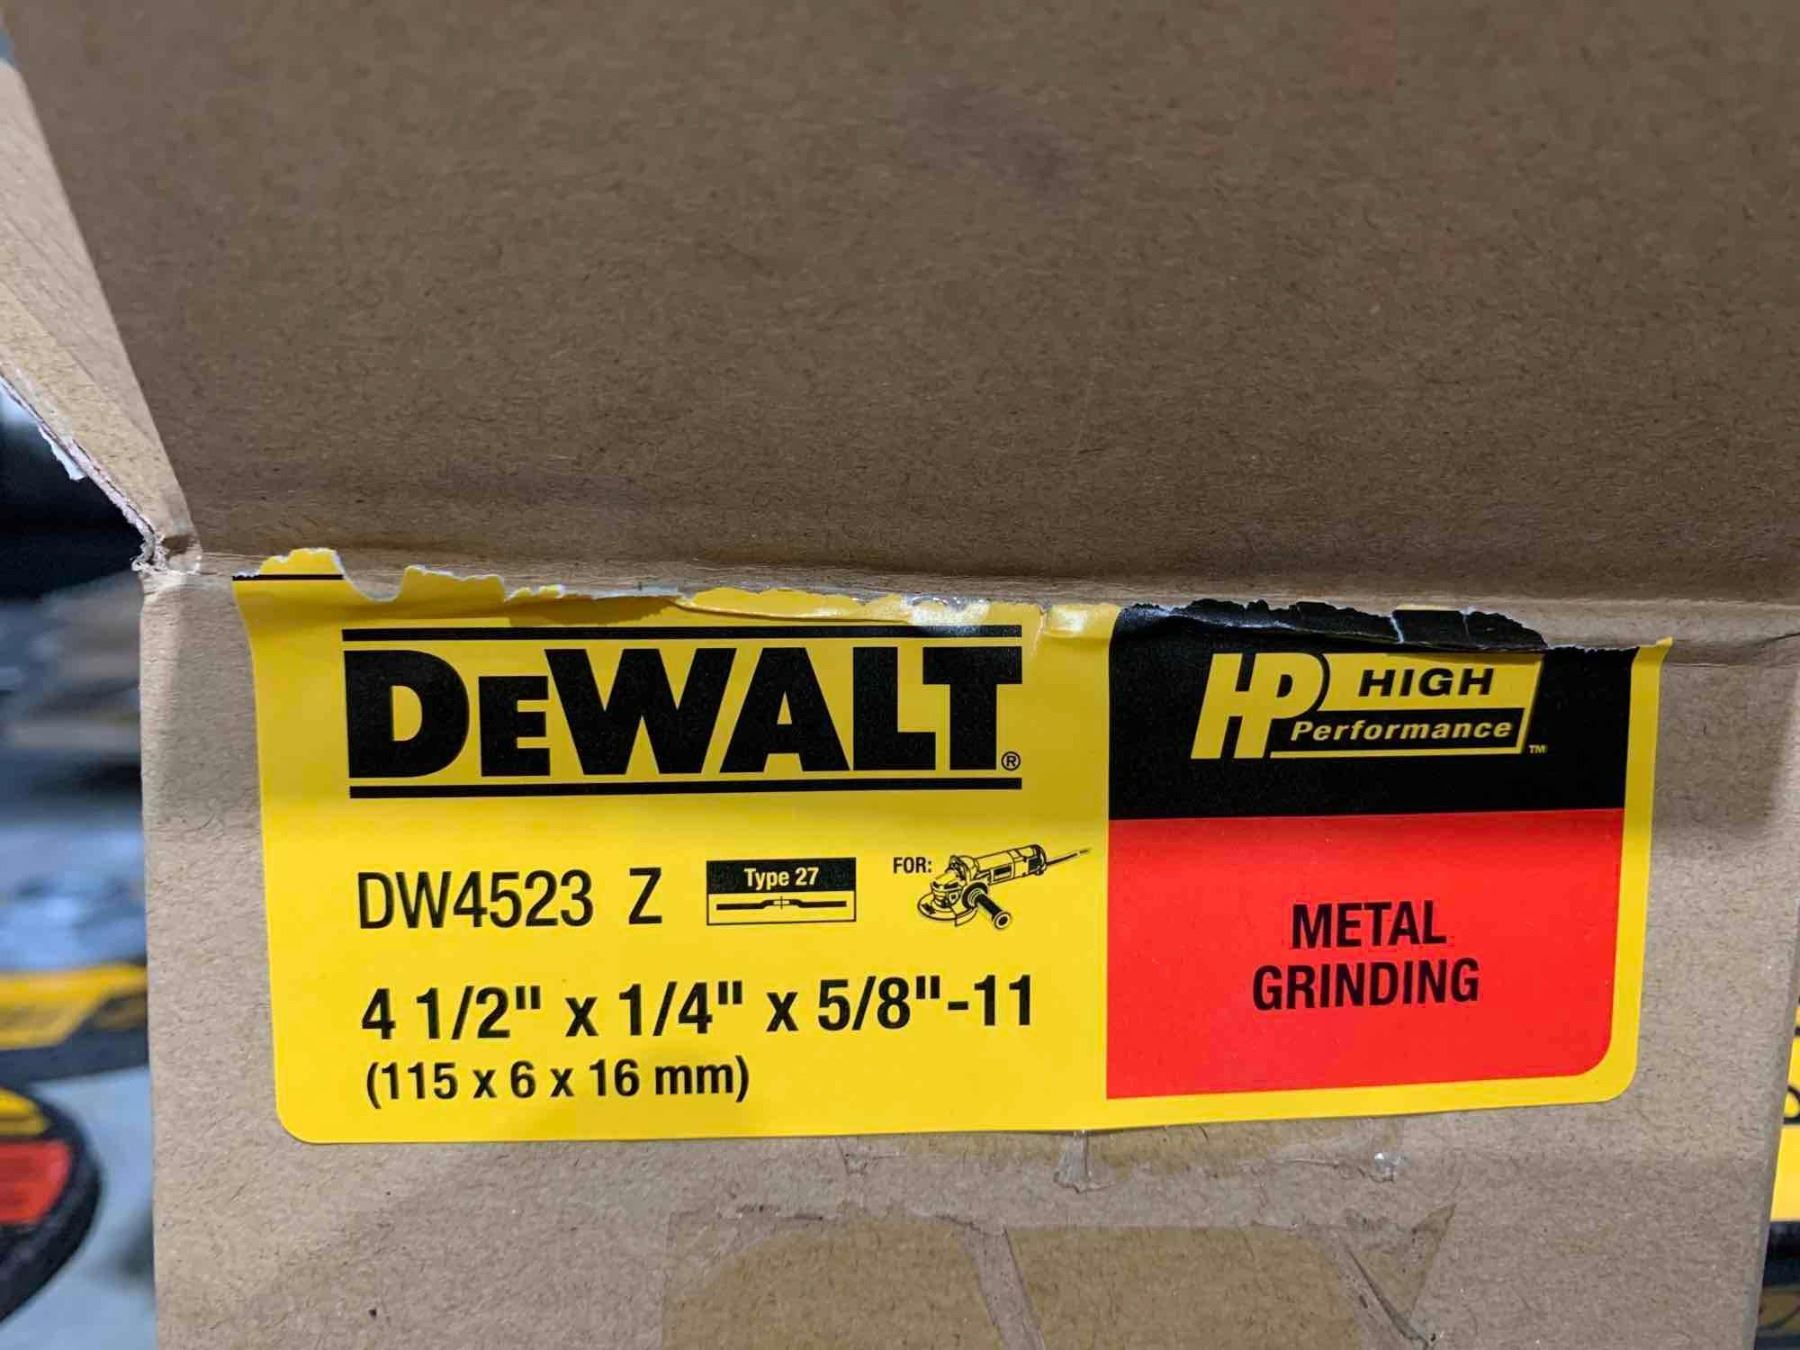 DEWALT®
HP HIGH
Performance™
DW4523 Z
Type 27
FOR:
4 1/2" x 1/4" x 5/8"-11
(115 x 6 x 16 mm)
METAL
GRINDING